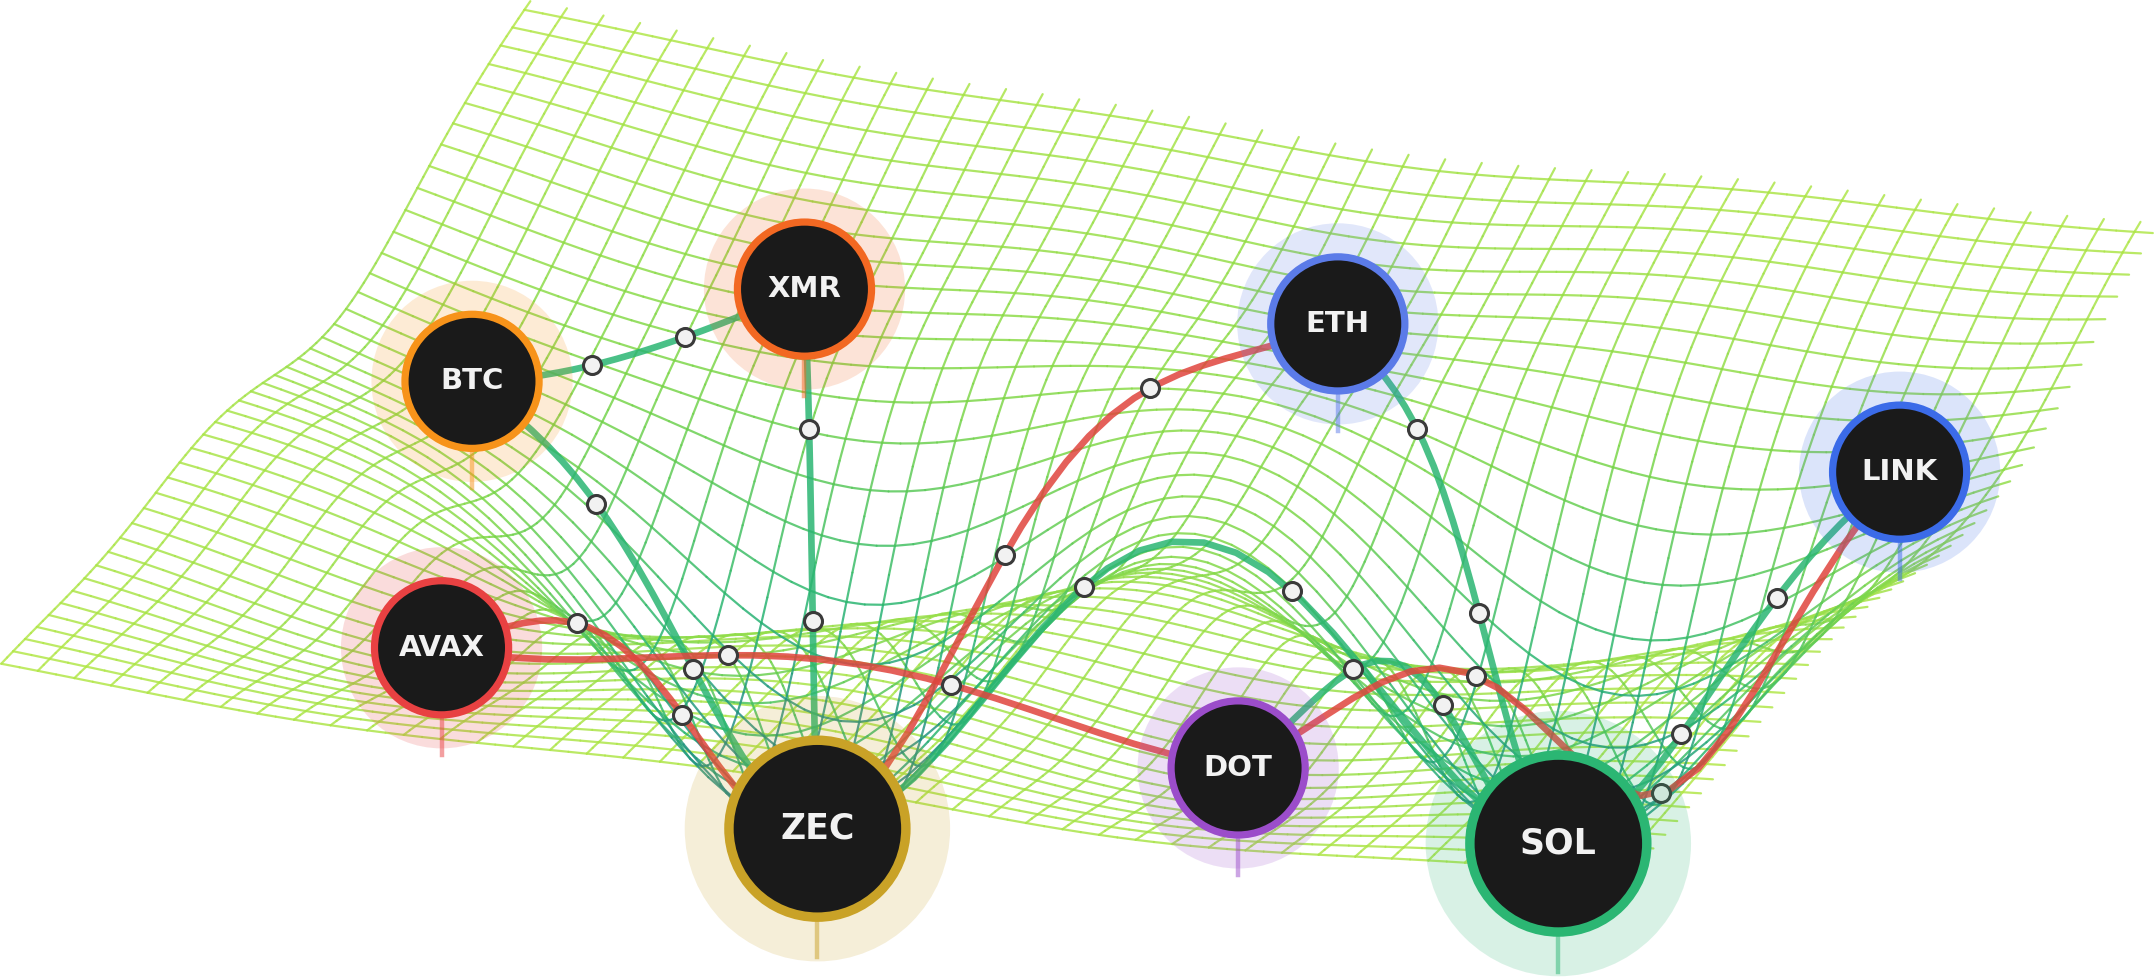 XMR
ETH
BTC
LINK
AVAX
DOT
ZEC
SOL